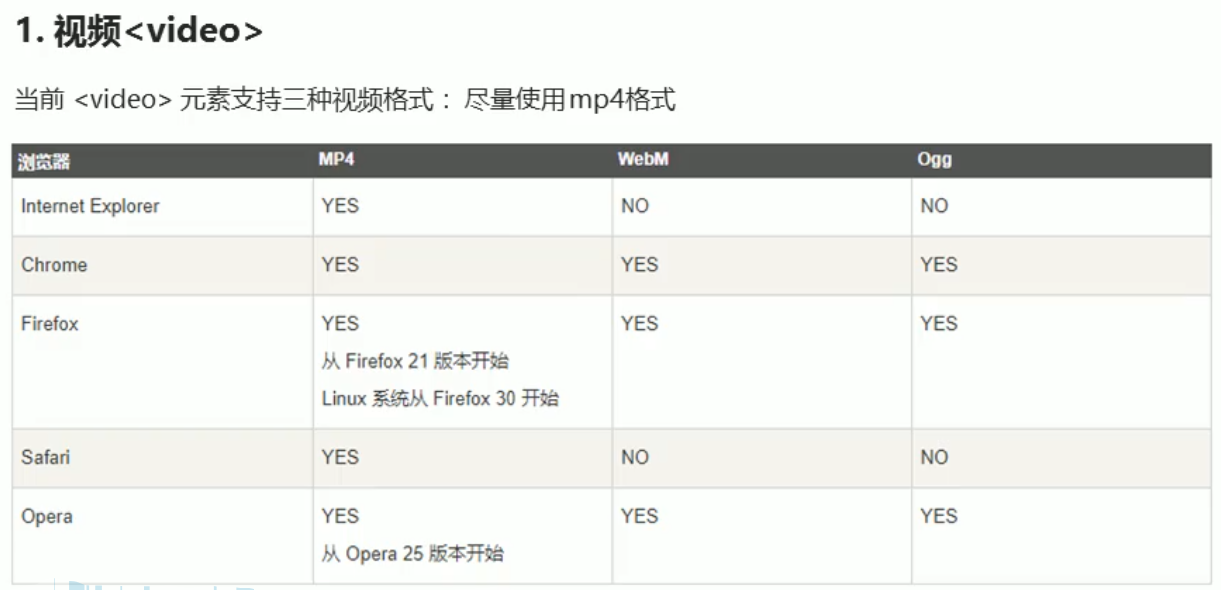 1. 视频<video>
当前 <video> 元素支持三种视频格式： 尽量使用mp4格式
浏览器 MP4 WebM Ogg
Internet Explorer YES NO NO
Chrome YES YES YES
Firefox YES YES YES
从 Firefox 21 版本开始
Linux 系统从 Firefox 30 开始
Safari YES NO NO
Opera YES YES YES
从 Opera 25 版本开始